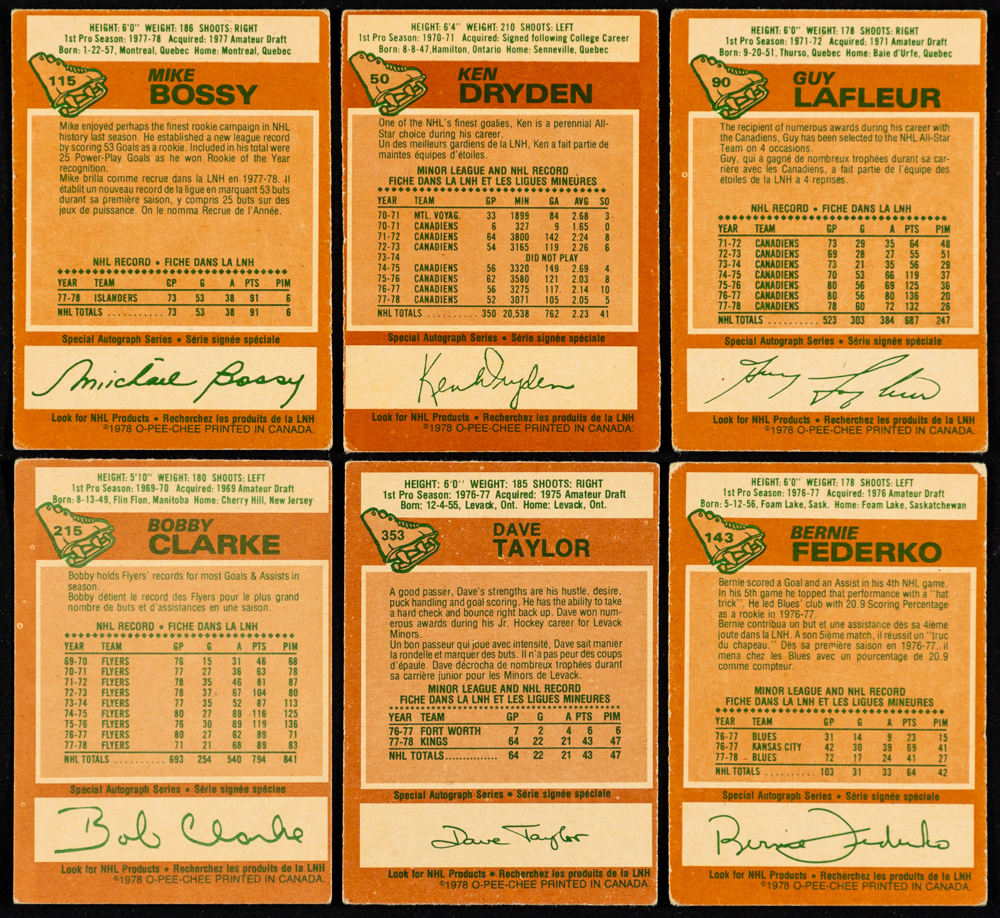 HEIGHT: 6'0" WEIGHT: 186 SHOOTS: RIGHT
1st Pro Season: 1977-78 Acquired: 1977 Amateur Draft
Born: 1-22-57, Montreal, Quebec Home: Montreal, Quebec
115
MIKE
BOSSY
Mike enjoyed perhaps the finest rookie campaign in NHL
history last season. He established a new league record
by scoring 53 Goals as a rookie. Included in his total were
25 Power-Play Goals as he won Rookie of the Year
recognition.
Mike brilla comme recrue dans la LNH en 1977-78. Il
établit un nouveau record de la ligue en marquant 53 buts
durant sa première saison, y compris 25 buts sur des
jeux de puissance. On le nomma Recrue de l'Année.
NHL RECORD • FICHE DANS LA LNH
YEAR TEAM GP G A PTS PIM
77-78 ISLANDERS 73 53 38 91 6
NHL TOTALS ........... 73 53 38 91 6
Special Autograph Series • Série signée spéciale
Michael Bossy
Look for NHL Products • Recherchez les produits de la LNH
©1978 O-PEE-CHEE PRINTED IN CANADA.
HEIGHT: 6'4" WEIGHT: 210 SHOOTS: LEFT
1st Pro Season: 1970-71 Acquired: Signed following College Career
Born: 8-8-47, Hamilton, Ontario Home: Senneville, Quebec
50
KEN
DRYDEN
One of the NHL's finest goalies, Ken is a perennial All-
Star choice during his career.
Un des meilleurs gardiens de la LNH, Ken a fait partie de
maintes équipes d'étoiles.
MINOR LEAGUE AND NHL RECORD
FICHE DANS LA LNH ET LES LIGUES MINEURES
YEAR TEAM GP MIN GA AVG SO
70-71 MTL. VOYAG. 33 1899 84 2.68 3
70-71 CANADIENS 6 327 9 1.65 0
71-72 CANADIENS 64 3800 142 2.24 8
72-73 CANADIENS 54 3165 119 2.26 6
73-74 DID NOT PLAY
74-75 CANADIENS 56 3320 149 2.69 4
75-76 CANADIENS 62 3580 121 2.03 8
76-77 CANADIENS 56 3275 117 2.14 10
77-78 CANADIENS 52 3071 105 2.05 5
NHL TOTALS ........... 350 20,538 762 2.23 41
Special Autograph Series • Série signée spéciale
Ken Dryden
Look for NHL Products • Recherchez les produits de la LNH
©1978 O-PEE-CHEE PRINTED IN CANADA.
HEIGHT: 6'0" WEIGHT: 178 SHOOTS: RIGHT
1st Pro Season: 1971-72 Acquired: 1971 Amateur Draft
Born: 9-20-51, Thurso, Quebec Home: Baie d'Urfe, Quebec
90
GUY
LAFLEUR
The recipient of numerous awards during his career with
the Canadiens, Guy has been selected to the NHL All-Star
Team on 4 occasions.
Guy, qui a gagné de nombreux trophées durant sa car-
rière avec les Canadiens, a fait partie de l'équipe des
étoiles de la LNH à 4 reprises.
NHL RECORD • FICHE DANS LA LNH
YEAR TEAM GP G A PTS PIM
71-72 CANADIENS 73 29 35 64 48
72-73 CANADIENS 69 28 27 55 51
73-74 CANADIENS 73 21 35 56 29
74-75 CANADIENS 70 53 66 119 37
75-76 CANADIENS 80 56 69 125 36
76-77 CANADIENS 80 56 80 136 20
77-78 CANADIENS 78 60 72 132 26
NHL TOTALS ........... 523 303 384 687 247
Special Autograph Series • Série signée spéciale
Guy Lafleur
Look for NHL Products • Recherchez les produits de la LNH
©1978 O-PEE-CHEE PRINTED IN CANADA.
HEIGHT: 5'10" WEIGHT: 180 SHOOTS: LEFT
1st Pro Season: 1969-70 Acquired: 1969 Amateur Draft
Born: 8-13-49, Flin Flon, Manitoba Home: Cherry Hill, New Jersey
215
BOBBY
CLARKE
Bobby holds Flyers' records for most Goals & Assists in
season.
Bobby détient le record des Flyers pour le plus grand
nombre de buts et d'assistances en une saison.
NHL RECORD • FICHE DANS LA LNH
YEAR TEAM GP G A PTS PIM
69-70 FLYERS 76 15 31 46 68
70-71 FLYERS 77 27 36 63 78
71-72 FLYERS 78 35 46 81 87
72-73 FLYERS 78 37 67 104 80
73-74 FLYERS 77 35 52 87 113
74-75 FLYERS 80 27 89 116 125
75-76 FLYERS 76 30 89 119 136
76-77 FLYERS 80 27 62 89 71
77-78 FLYERS 71 21 68 89 83
NHL TOTALS ........... 693 254 540 794 841
Special Autograph Series • Série signée spéciale
Bob Clarke
Look for NHL Products • Recherchez les produits de la LNH
©1978 O-PEE-CHEE PRINTED IN CANADA.
HEIGHT: 6'0" WEIGHT: 185 SHOOTS: RIGHT
1st Pro Season: 1976-77 Acquired: 1975 Amateur Draft
Born: 12-4-55, Levack, Ont. Home: Levack, Ont.
353
DAVE
TAYLOR
A good passer, Dave's strengths are his hustle, desire,
puck handling and goal scoring. He has the ability to take
a hard check and bounce right back up. Dave won num-
erous awards during his Jr. Hockey career for Levack
Minors.
Un bon passeur qui joue avec intensité, Dave sait manier
la rondelle et marquer des buts. Il n'a pas peur des coups
d'épaule. Dave décrocha de nombreux trophées durant
sa carrière junior pour les Minors de Levack.
MINOR LEAGUE AND NHL RECORD
FICHE DANS LA LNH ET LES LIGUES MINEURES
YEAR TEAM GP G A PTS PIM
76-77 FORT WORTH 7 2 4 6 6
77-78 KINGS 64 22 21 43 47
NHL TOTALS ............... 64 22 21 43 47
Special Autograph Series • Série signée spéciale
Dave Taylor
Look for NHL Products • Recherchez les produits de la LNH
©1978 O-PEE-CHEE PRINTED IN CANADA.
HEIGHT: 6'0" WEIGHT: 178 SHOOTS: LEFT
1st Pro Season: 1976-77 Acquired: 1976 Amateur Draft
Born: 5-12-56, Foam Lake, Sask. Home: Foam Lake, Saskatchewan
143
BERNIE
FEDERKO
Bernie scored a Goal and an Assist in his 4th NHL game.
In his 5th game he topped that performance with a "hat
trick". He led Blues' club with 20.9 Scoring Percentage
as a rookie in 1976-77.
Bernie contribua un but et une assistance des sa 4ième
joute dans la LNH. A son 5ième match, il réussit un "truc
du chapeau." Dès sa première saison en 1976-77, il
mena chez les Blues avec un pourcentage de 20.9
comme compteur.
MINOR LEAGUE AND NHL RECORD
FICHE DANS LA LNH ET LES LIGUES MINEURES
YEAR TEAM GP G A PTS PIM
76-77 BLUES 31 14 9 23 15
76-77 KANSAS CITY 42 30 39 69 41
77-78 BLUES 72 17 24 41 27
NHL TOTALS ........... 103 31 33 64 42
Special Autograph Series • Série signée spéciale
Bernie Federko
Look for NHL Products • Recherchez les produits de la LNH
©1978 O-PEE-CHEE PRINTED IN CANADA.